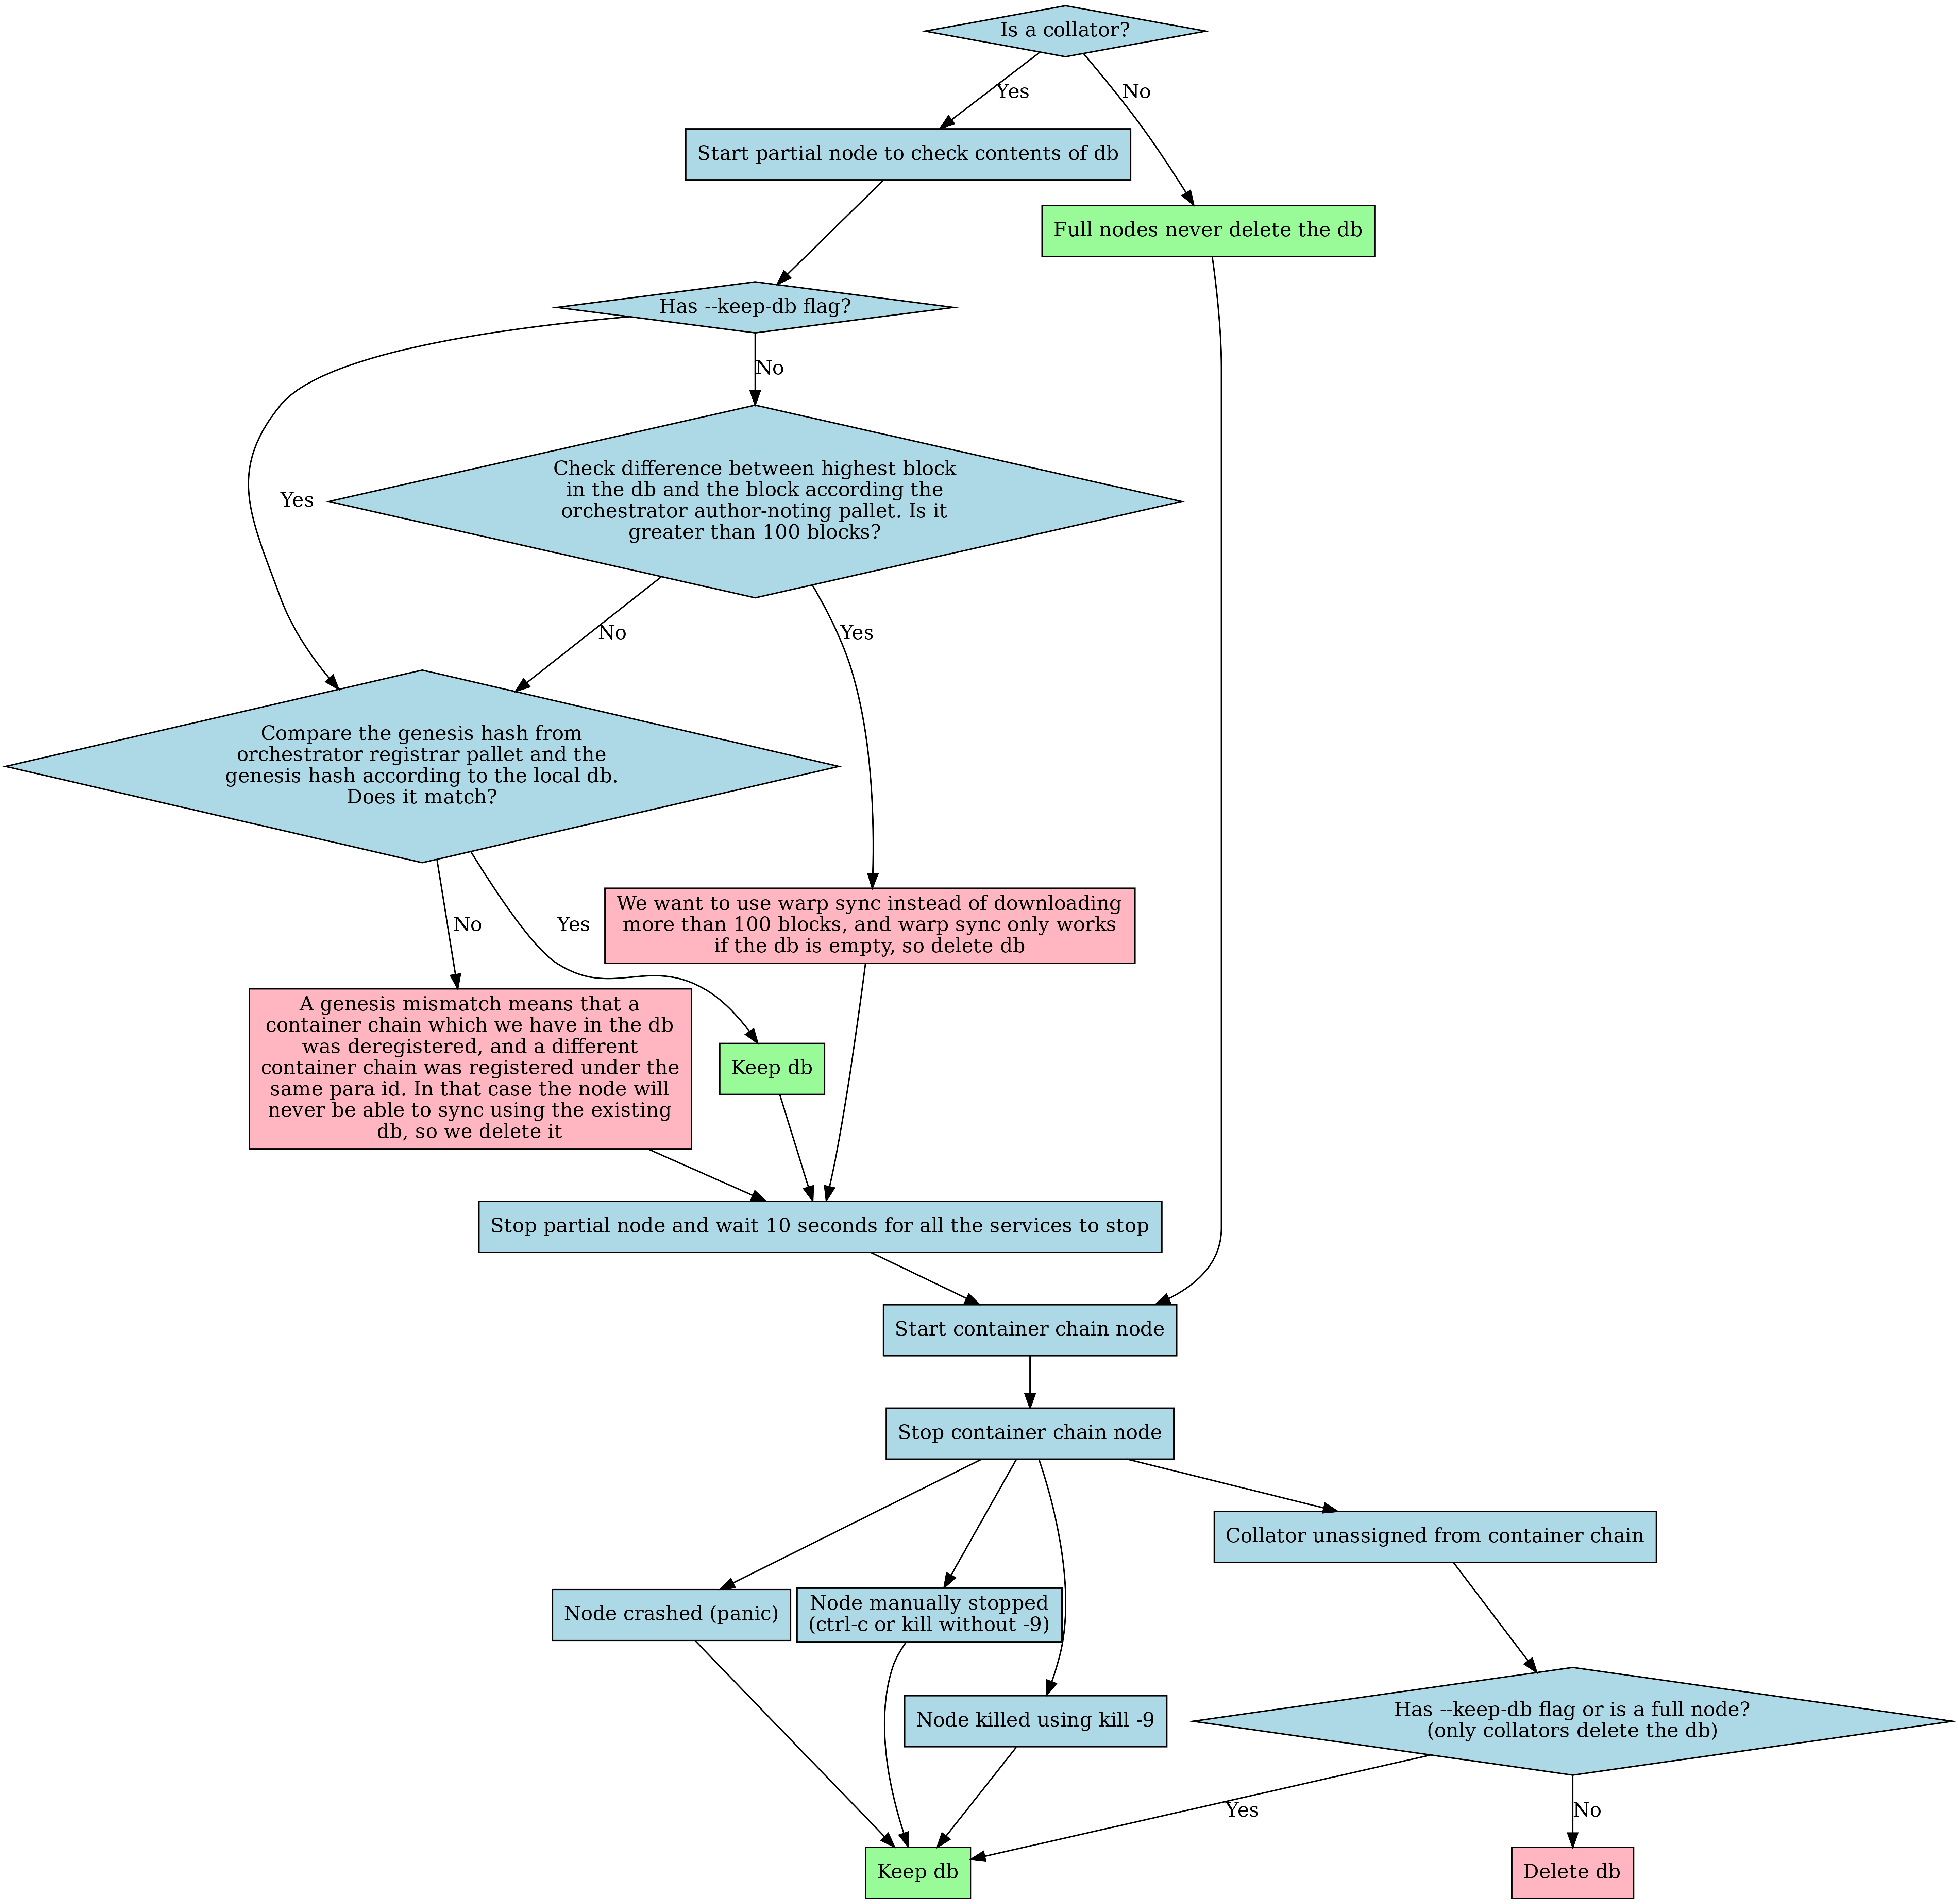 Is a collator?
Yes
No
Start partial node to check contents of db
Full nodes never delete the db
Has --keep-db flag?
No
Yes
Check difference between highest block
in the db and the block according the
orchestrator author-noting pallet. Is it
greater than 100 blocks?
No
Yes
Compare the genesis hash from
orchestrator registrar pallet and the
genesis hash according to the local db.
Does it match?
No
Yes
We want to use warp sync instead of downloading
more than 100 blocks, and warp sync only works
if the db is empty, so delete db
A genesis mismatch means that a
container chain which we have in the db
was deregistered, and a different
container chain was registered under the
same para id. In that case the node will
never be able to sync using the existing
db, so we delete it
Keep db
Stop partial node and wait 10 seconds for all the services to stop
Start container chain node
Stop container chain node
Collator unassigned from container chain
Node crashed (panic)
Node manually stopped
(ctrl-c or kill without -9)
Node killed using kill -9
Has --keep-db flag or is a full node?
(only collators delete the db)
Yes
No
Keep db
Delete db